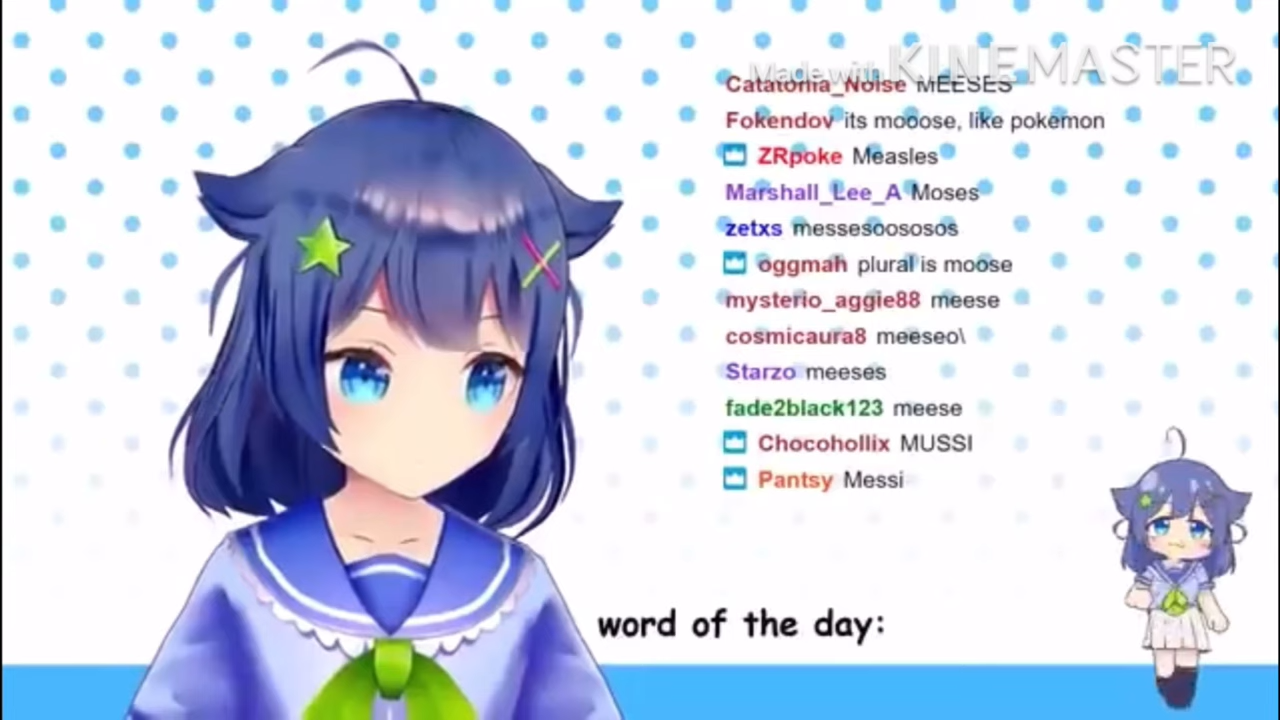 Made with KINEMASTER
Catatonia_Noise MEESES
Fokendov its mooose, like pokemon
ZRpoke Measles
Marshall_Lee_A Moses
zetxs messesoososos
oggmah plural is moose
mysterio_aggie88 meese
cosmicaura8 meeseo\
Starzo meeses
fade2black123 meese
Chocohollix MUSSI
Pantsy Messi
word of the day: